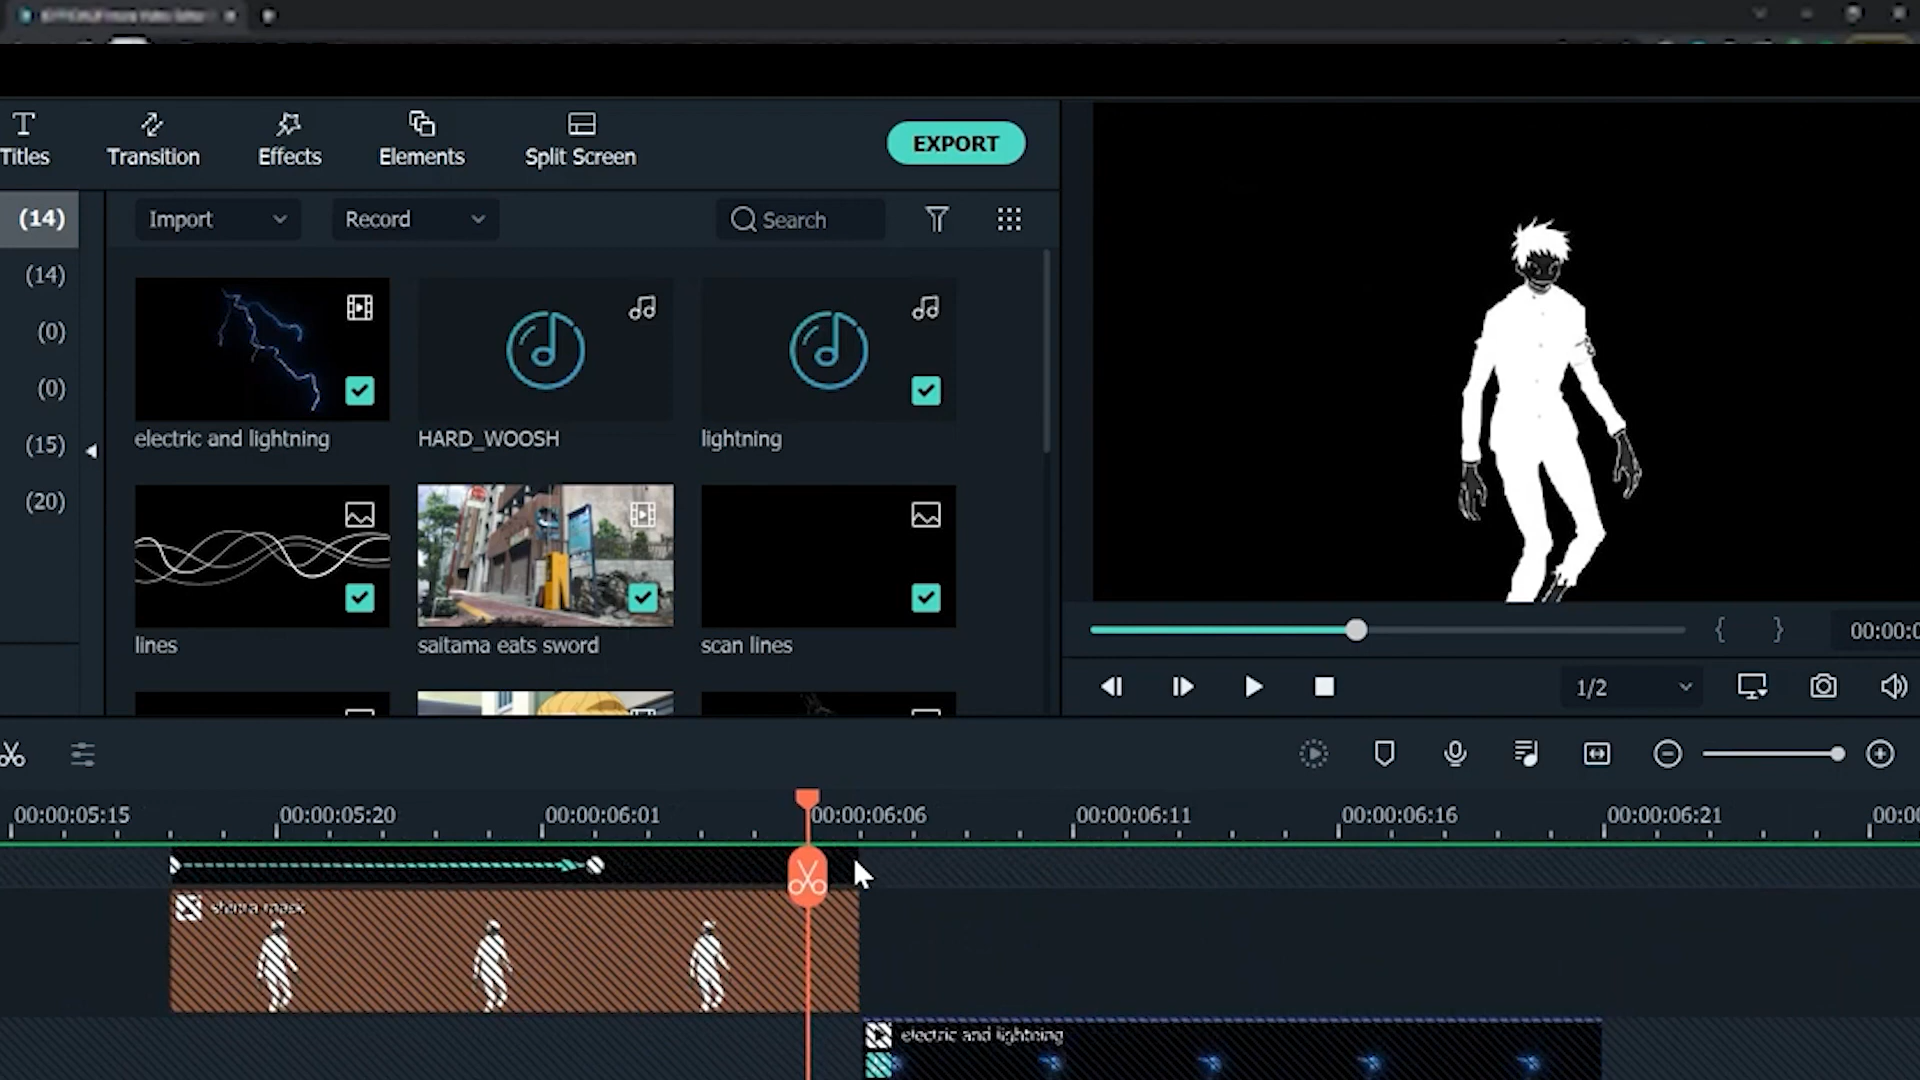 Titles
Transition
Effects
Elements
Split Screen
EXPORT
(14)
Import
Record
Search
(14)
(0)
(0)
(15)
(20)
electric and lightning
HARD_WOOSH
lightning
lines
saitama eats sword
scan lines
{ }
00:00:0
1/2
00:00:05:15
00:00:05:20
00:00:06:01
00:00:06:06
00:00:06:11
00:00:06:16
00:00:06:21
00:00
mask
electric and lightning